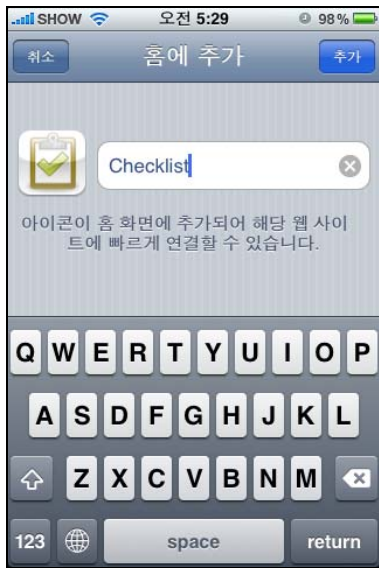 SHOW 오전 5:29 98%
취소 홈에 추가 추가
Checklist
아이콘이 홈 화면에 추가되어 해당 웹 사이
트에 빠르게 연결할 수 있습니다.
Q W E R T Y U I O P
A S D F G H J K L
Z X C V B N M
123 space return